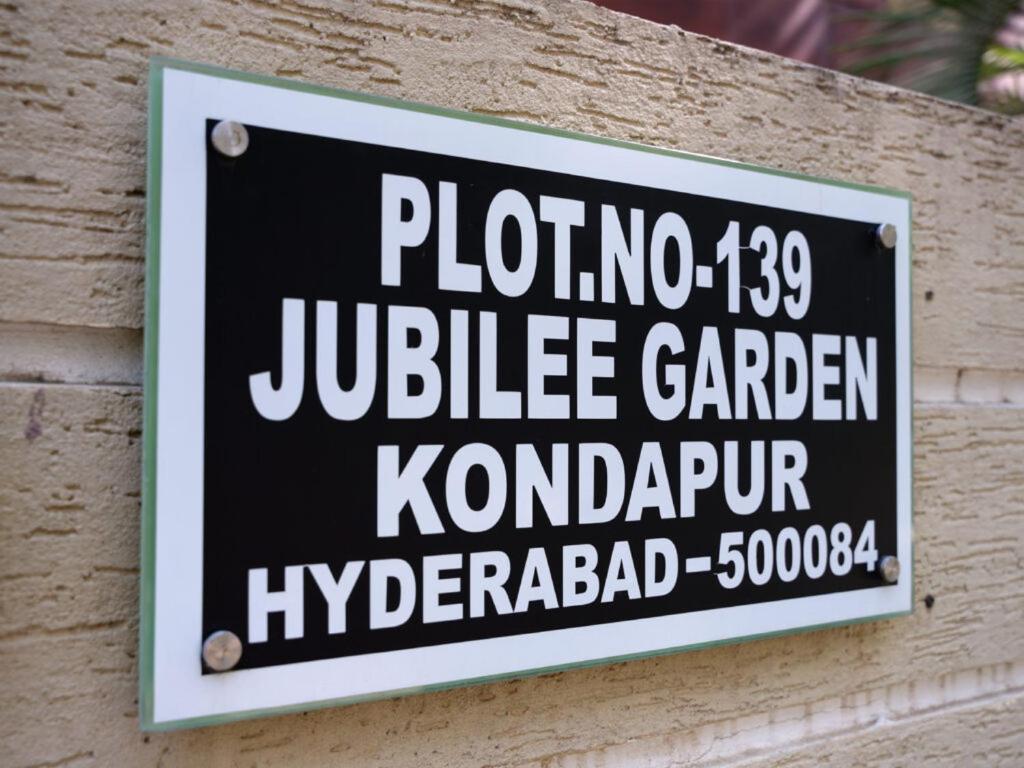 PLOT.NO-139
JUBILEE GARDEN
KONDAPUR
HYDERABAD-500084